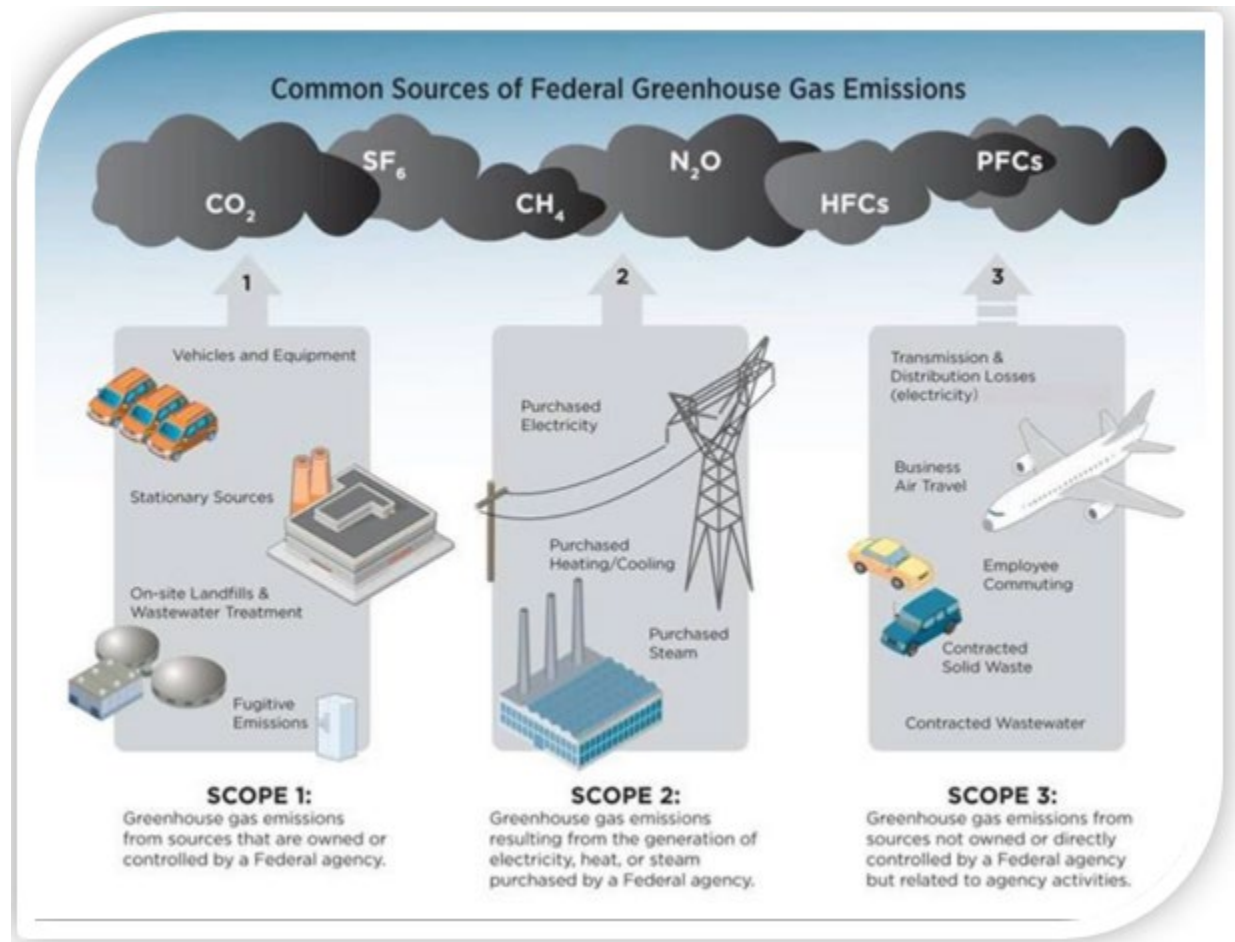 Common Sources of Federal Greenhouse Gas Emissions
CO₂
SF₆
CH₄
N₂O
HFCs
PFCs
1
Vehicles and Equipment
Stationary Sources
On-site Landfills &
Wastewater Treatment
Fugitive
Emissions
SCOPE 1:
Greenhouse gas emissions
from sources that are owned or
controlled by a Federal agency.
2
Purchased
Electricity
Purchased
Heating/Cooling
Purchased
Steam
SCOPE 2:
Greenhouse gas emissions
resulting from the generation of
electricity, heat, or steam
purchased by a Federal agency.
3
Transmission &
Distribution Losses
(electricity)
Business
Air Travel
Employee
Commuting
Contracted
Solid Waste
Contracted Wastewater
SCOPE 3:
Greenhouse gas emissions from
sources not owned or directly
controlled by a Federal agency
but related to agency activities.